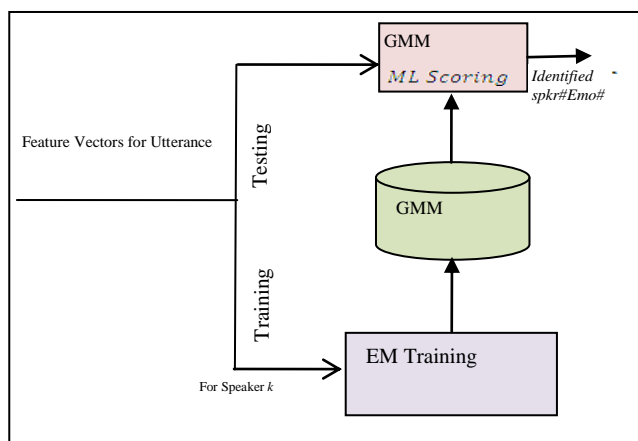 GMM
ML Scoring
Identified
spkr#Emo#
Feature Vectors for Utterance
Testing
GMM
Training
EM Training
For Speaker k